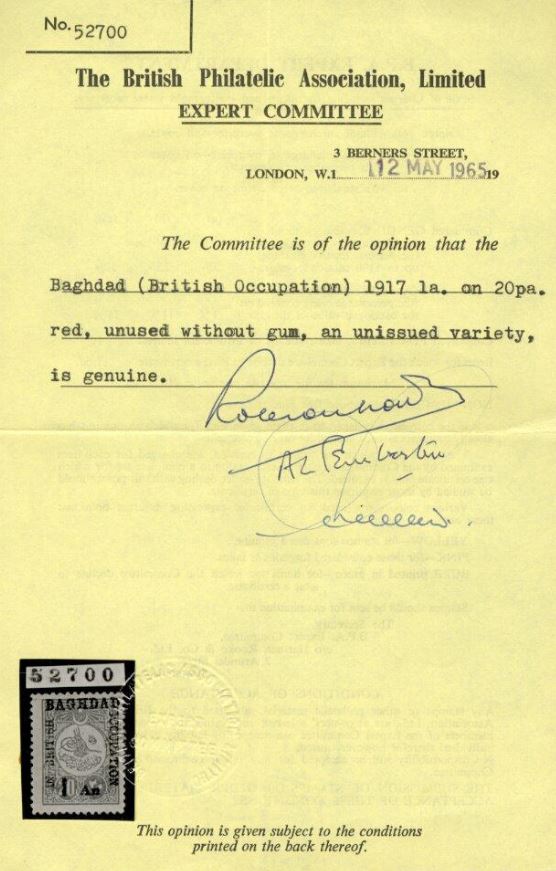 No. 52700
The British Philatelic Association, Limited
EXPERT COMMITTEE
3 BERNERS STREET,
LONDON, W.1 12 MAY 1965 19
The Committee is of the opinion that the
Baghdad (British Occupation) 1917 1a. on 20pa.
red, unused without gum, an unissued variety,
is genuine.
52700
BAGHDAD
IN BRITISH
OCCUPATION
1 An
This opinion is given subject to the conditions
printed on the back thereof.